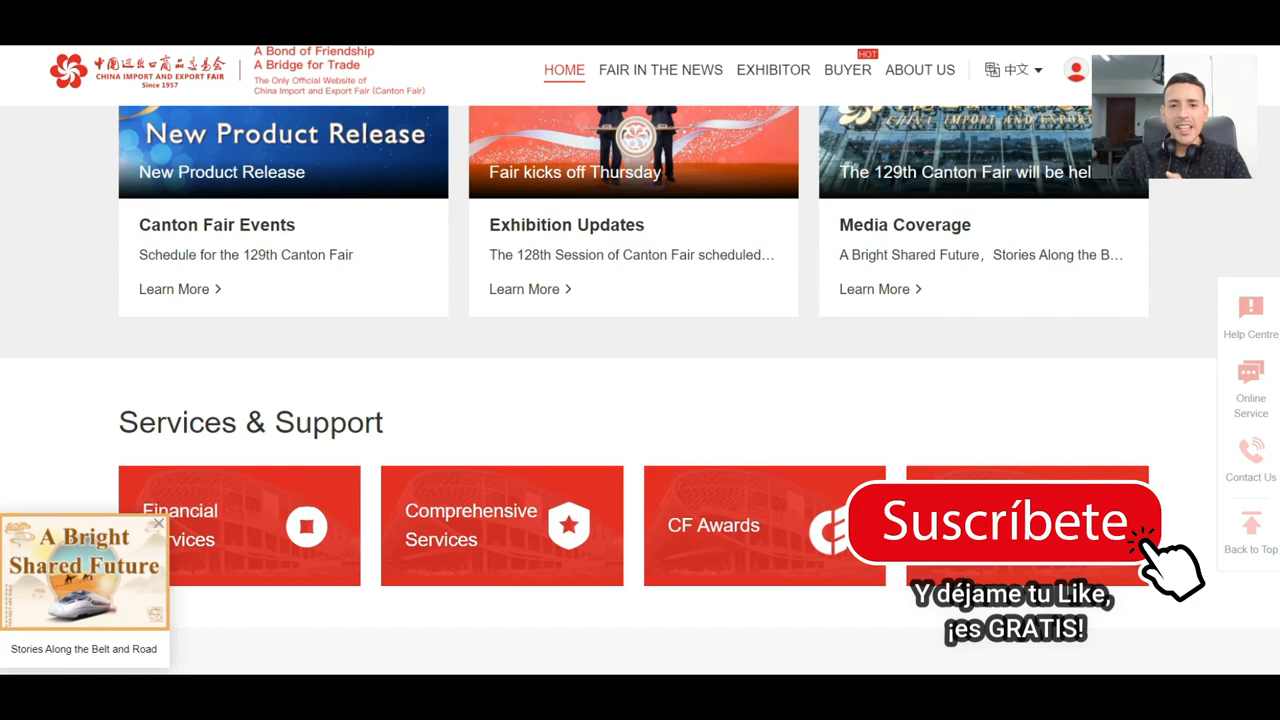 中国进出口商品交易会
CHINA IMPORT AND EXPORT FAIR
Since 1957
A Bond of Friendship
A Bridge for Trade
The Only Official Website of
China Import and Export Fair (Canton Fair)
HOME
FAIR IN THE NEWS
EXHIBITOR
HOT
BUYER
ABOUT US
中文
New Product Release
New Product Release
Fair kicks off Thursday
CHINA IMPORT AND EXPORT
The 129th Canton Fair will be hel
Canton Fair Events
Schedule for the 129th Canton Fair
Learn More
Exhibition Updates
The 128th Session of Canton Fair scheduled…
Learn More
Media Coverage
A Bright Shared Future，Stories Along the B…
Learn More
Help Centre
Online
Service
Contact Us
Back to Top
Services & Support
Financial
rvices
Comprehensive
Services
CF Awards
Suscríbete
Y déjame tu Like,
¡es GRATIS!
A Bright
Shared Future
Stories Along the Belt and Road